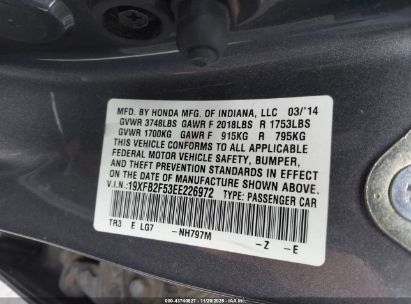 MFD. BY HONDA MFG. OF INDIANA, LLC 03/'14
GVWR 3748LBS GAWR F 2018LBS R 1753LBS
GVWR 1700KG GAWR F 915KG R 795KG
THIS VEHICLE CONFORMS TO ALL APPLICABLE
FEDERAL MOTOR VEHICLE SAFETY, BUMPER,
AND THEFT PREVENTION STANDARDS IN EFFECT
ON THE DATE OF MANUFACTURE SHOWN ABOVE.
V.I.N.: 19XFB2F53EE226972 TYPE: PASSENGER CAR
TR3 E LG7 -NH797M -Z -E